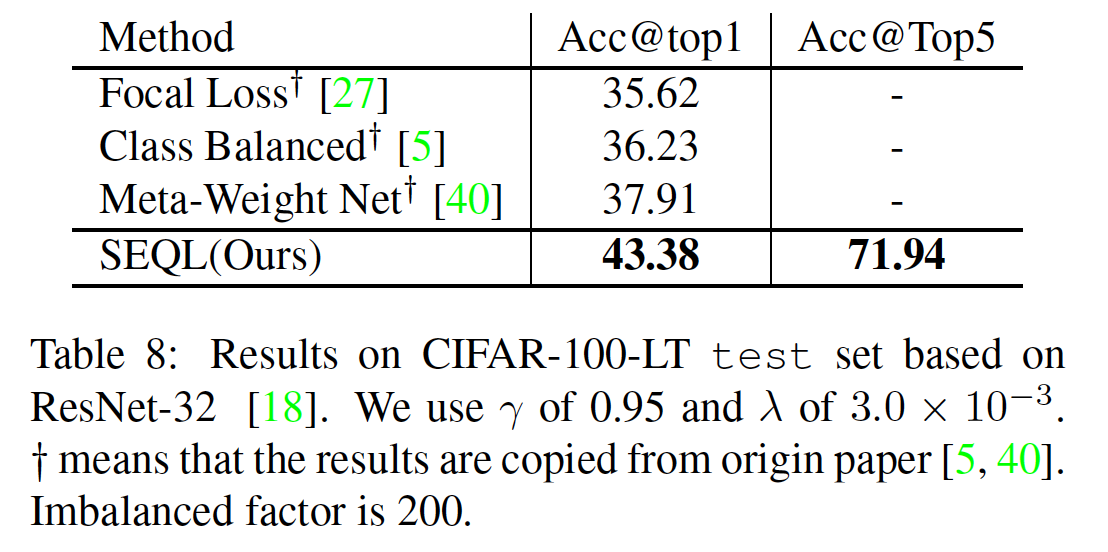 Method Acc@top1 Acc@Top5
Focal Loss† [27] 35.62 -
Class Balanced† [5] 36.23 -
Meta-Weight Net† [40] 37.91 -
SEQL(Ours) 43.38 71.94
Table 8: Results on CIFAR-100-LT test set based on
ResNet-32 [18]. We use γ of 0.95 and λ of 3.0 × 10⁻³.
† means that the results are copied from origin paper [5, 40].
Imbalanced factor is 200.